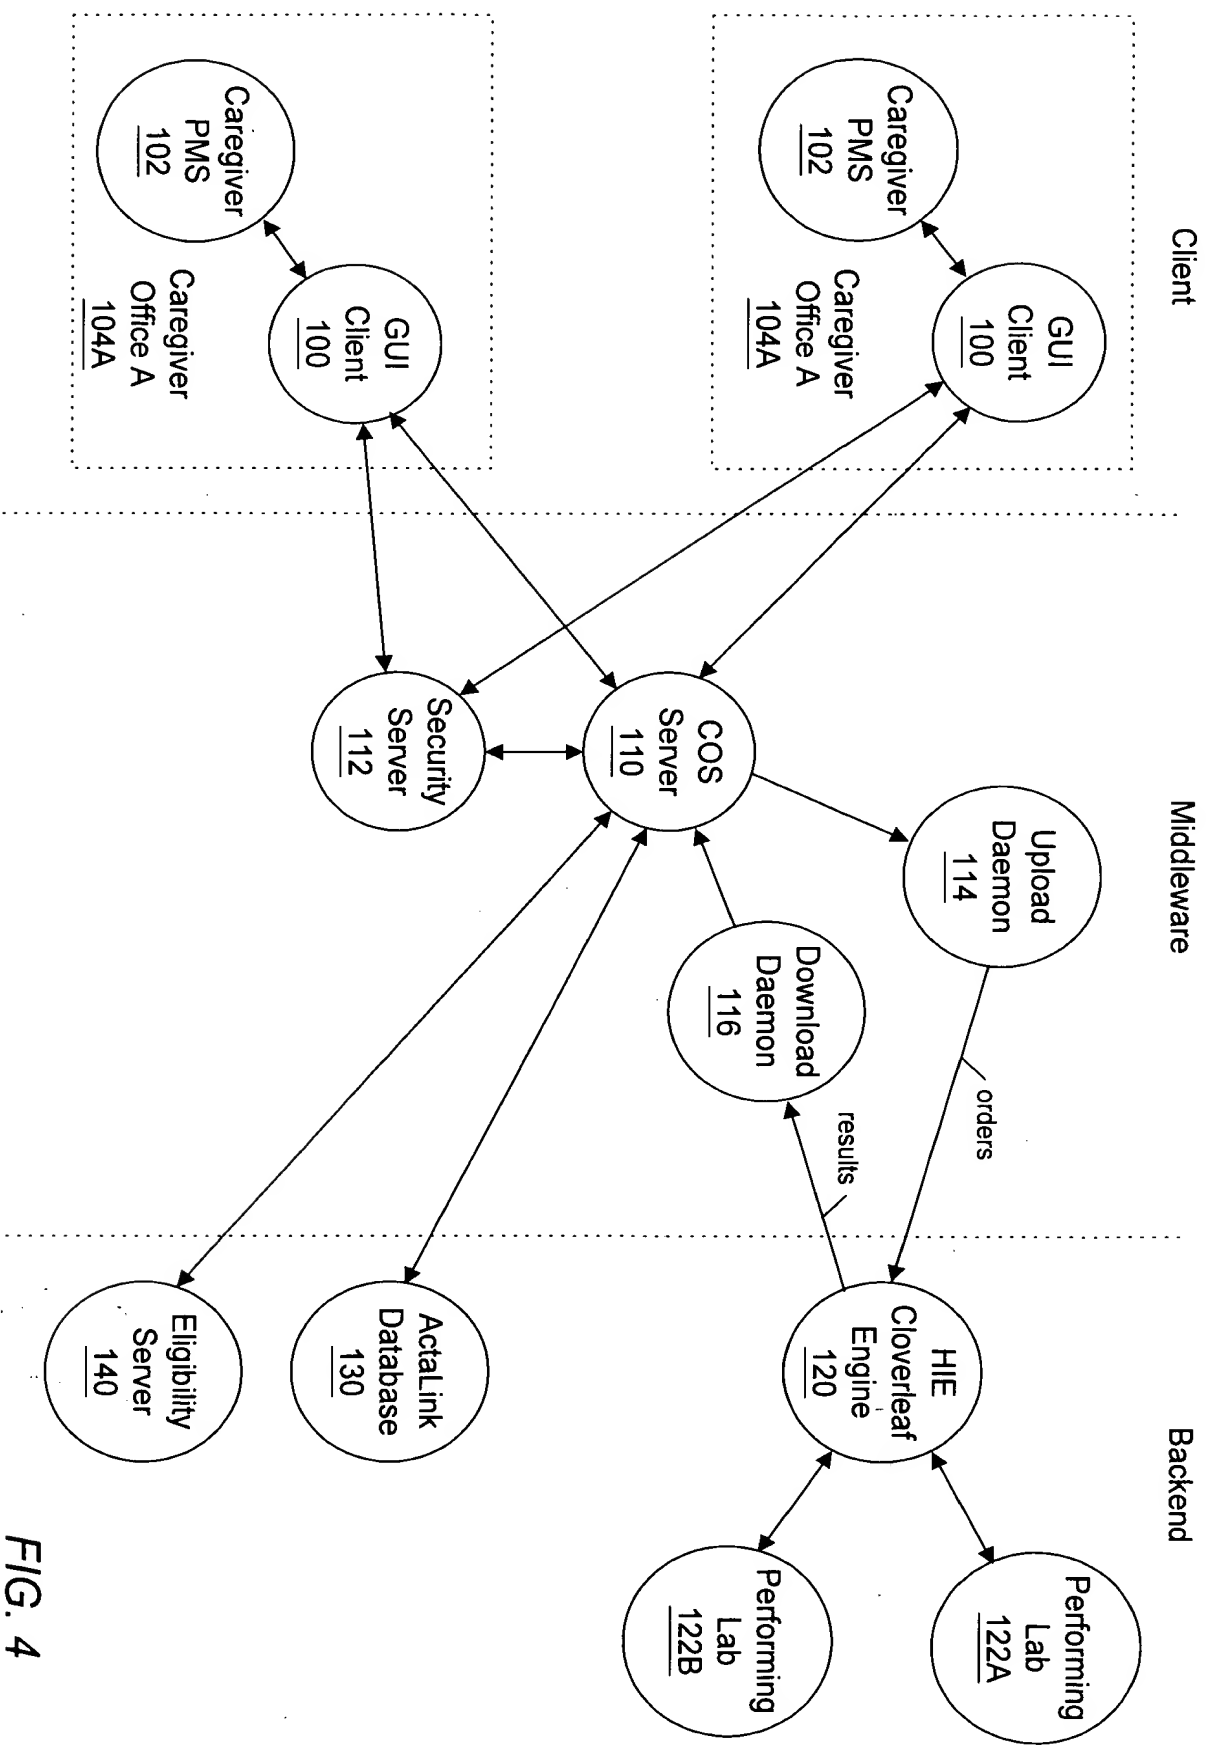 Client
Middleware
Backend
Caregiver
PMS
102
GUI
Client
100
Caregiver
Office A
104A
Upload
Daemon
114
orders
HIE
Cloverleaf
Engine
120
Performing
Lab
122A
COS
Server
110
Download
Daemon
116
results
Performing
Lab
122B
Caregiver
PMS
102
GUI
Client
100
Caregiver
Office A
104A
Security
Server
112
ActaLink
Database
130
Eligibility
Server
140
FIG. 4